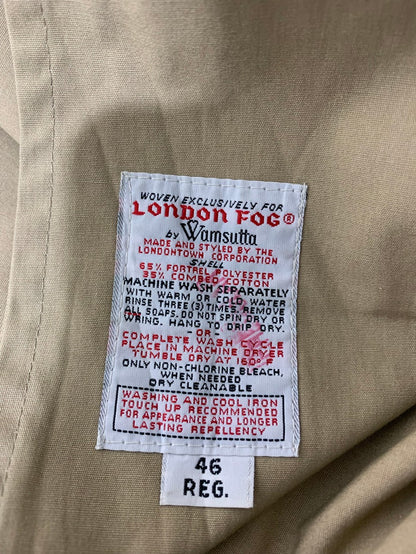 WOVEN EXCLUSIVELY FOR
LONDON FOG®
by Wamsutta
MADE AND STYLED BY THE
LONDONTOWN CORPORATION
SHELL
65% FORTREL POLYESTER
35% COMBED COTTON
MACHINE WASH SEPARATELY
WITH WARM OR COLD WATER
RINSE THREE (3) TIMES. REMOVE
ALL SOAPS. DO NOT SPIN DRY OR
WRING. HANG TO DRIP DRY.
-OR-
COMPLETE WASH CYCLE
PLACE IN MACHINE DRYER
TUMBLE DRY AT 160°F
ONLY NON-CHLORINE BLEACH,
WHEN NEEDED
DRY CLEANABLE
WASHING AND COOL IRON
TOUCH UP RECOMMENDED
FOR APPEARANCE AND LONGER
LASTING REPELLENCY
46
REG.